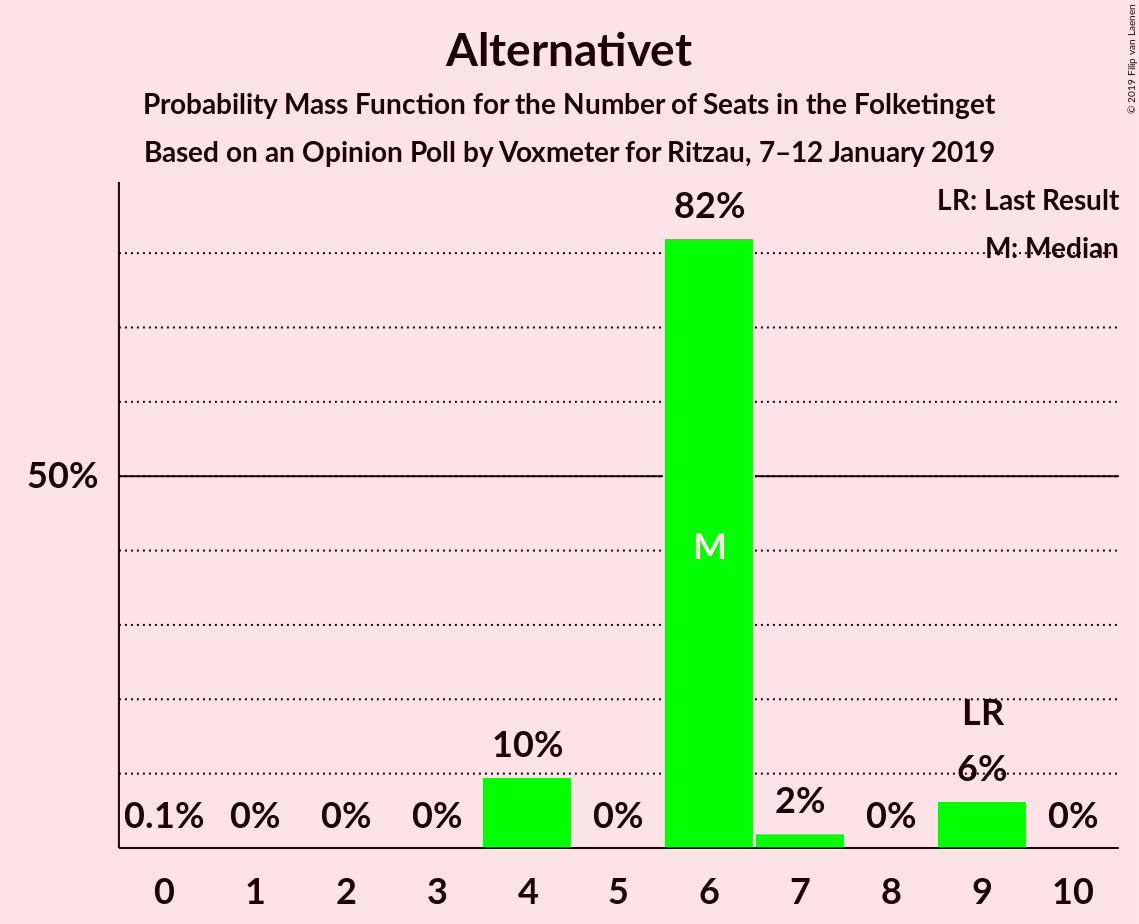 Alternativet
Probability Mass Function for the Number of Seats in the Folketinget
Based on an Opinion Poll by Voxmeter for Ritzau, 7–12 January 2019
© 2019 Filip van Laenen
LR: Last Result
M: Median
82%
50%
M
LR
10%
6%
0.1% 0% 0% 0% 0% 2% 0% 0%
0 1 2 3 4 5 6 7 8 9 10